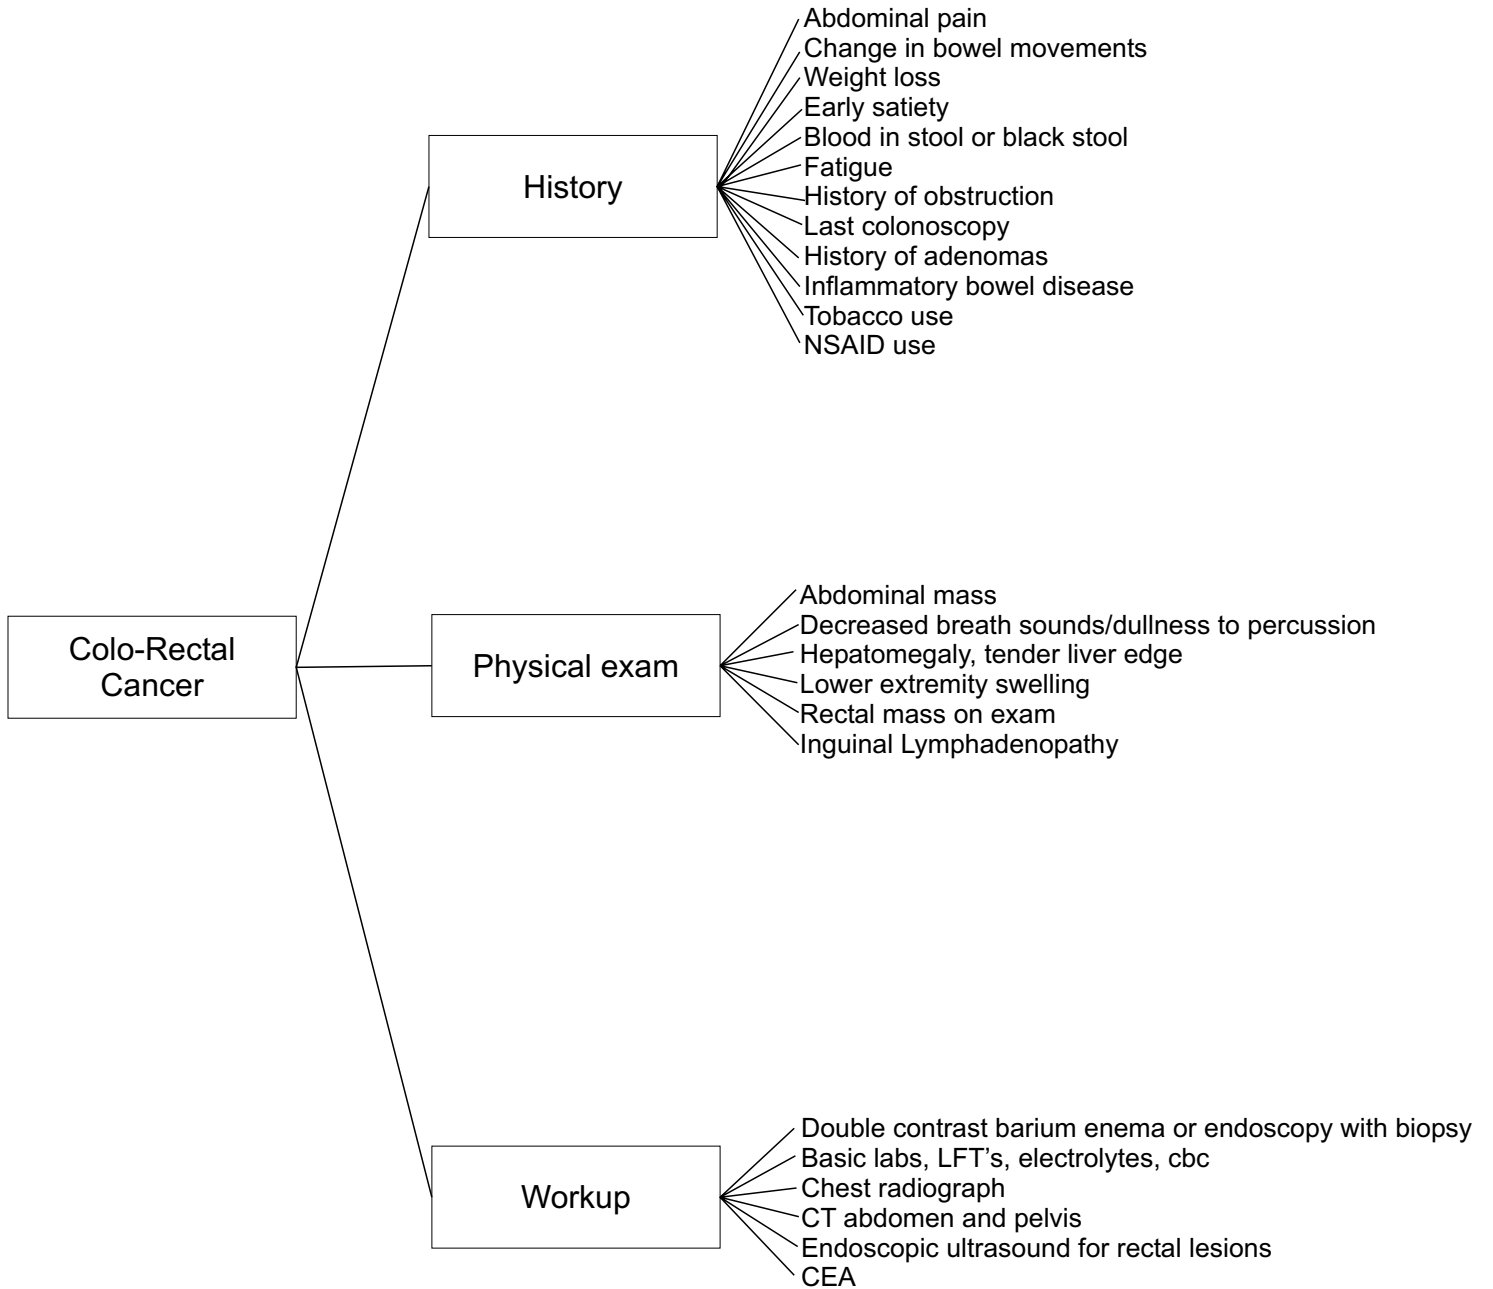 Abdominal pain
Change in bowel movements
Weight loss
Early satiety
Blood in stool or black stool
Fatigue
History
History of obstruction
Last colonoscopy
History of adenomas
Inflammatory bowel disease
Tobacco use
NSAID use
Colo-Rectal
Cancer
Physical exam
Abdominal mass
Decreased breath sounds/dullness to percussion
Hepatomegaly, tender liver edge
Lower extremity swelling
Rectal mass on exam
Inguinal Lymphadenopathy
Workup
Double contrast barium enema or endoscopy with biopsy
Basic labs, LFT’s, electrolytes, cbc
Chest radiograph
CT abdomen and pelvis
Endoscopic ultrasound for rectal lesions
CEA